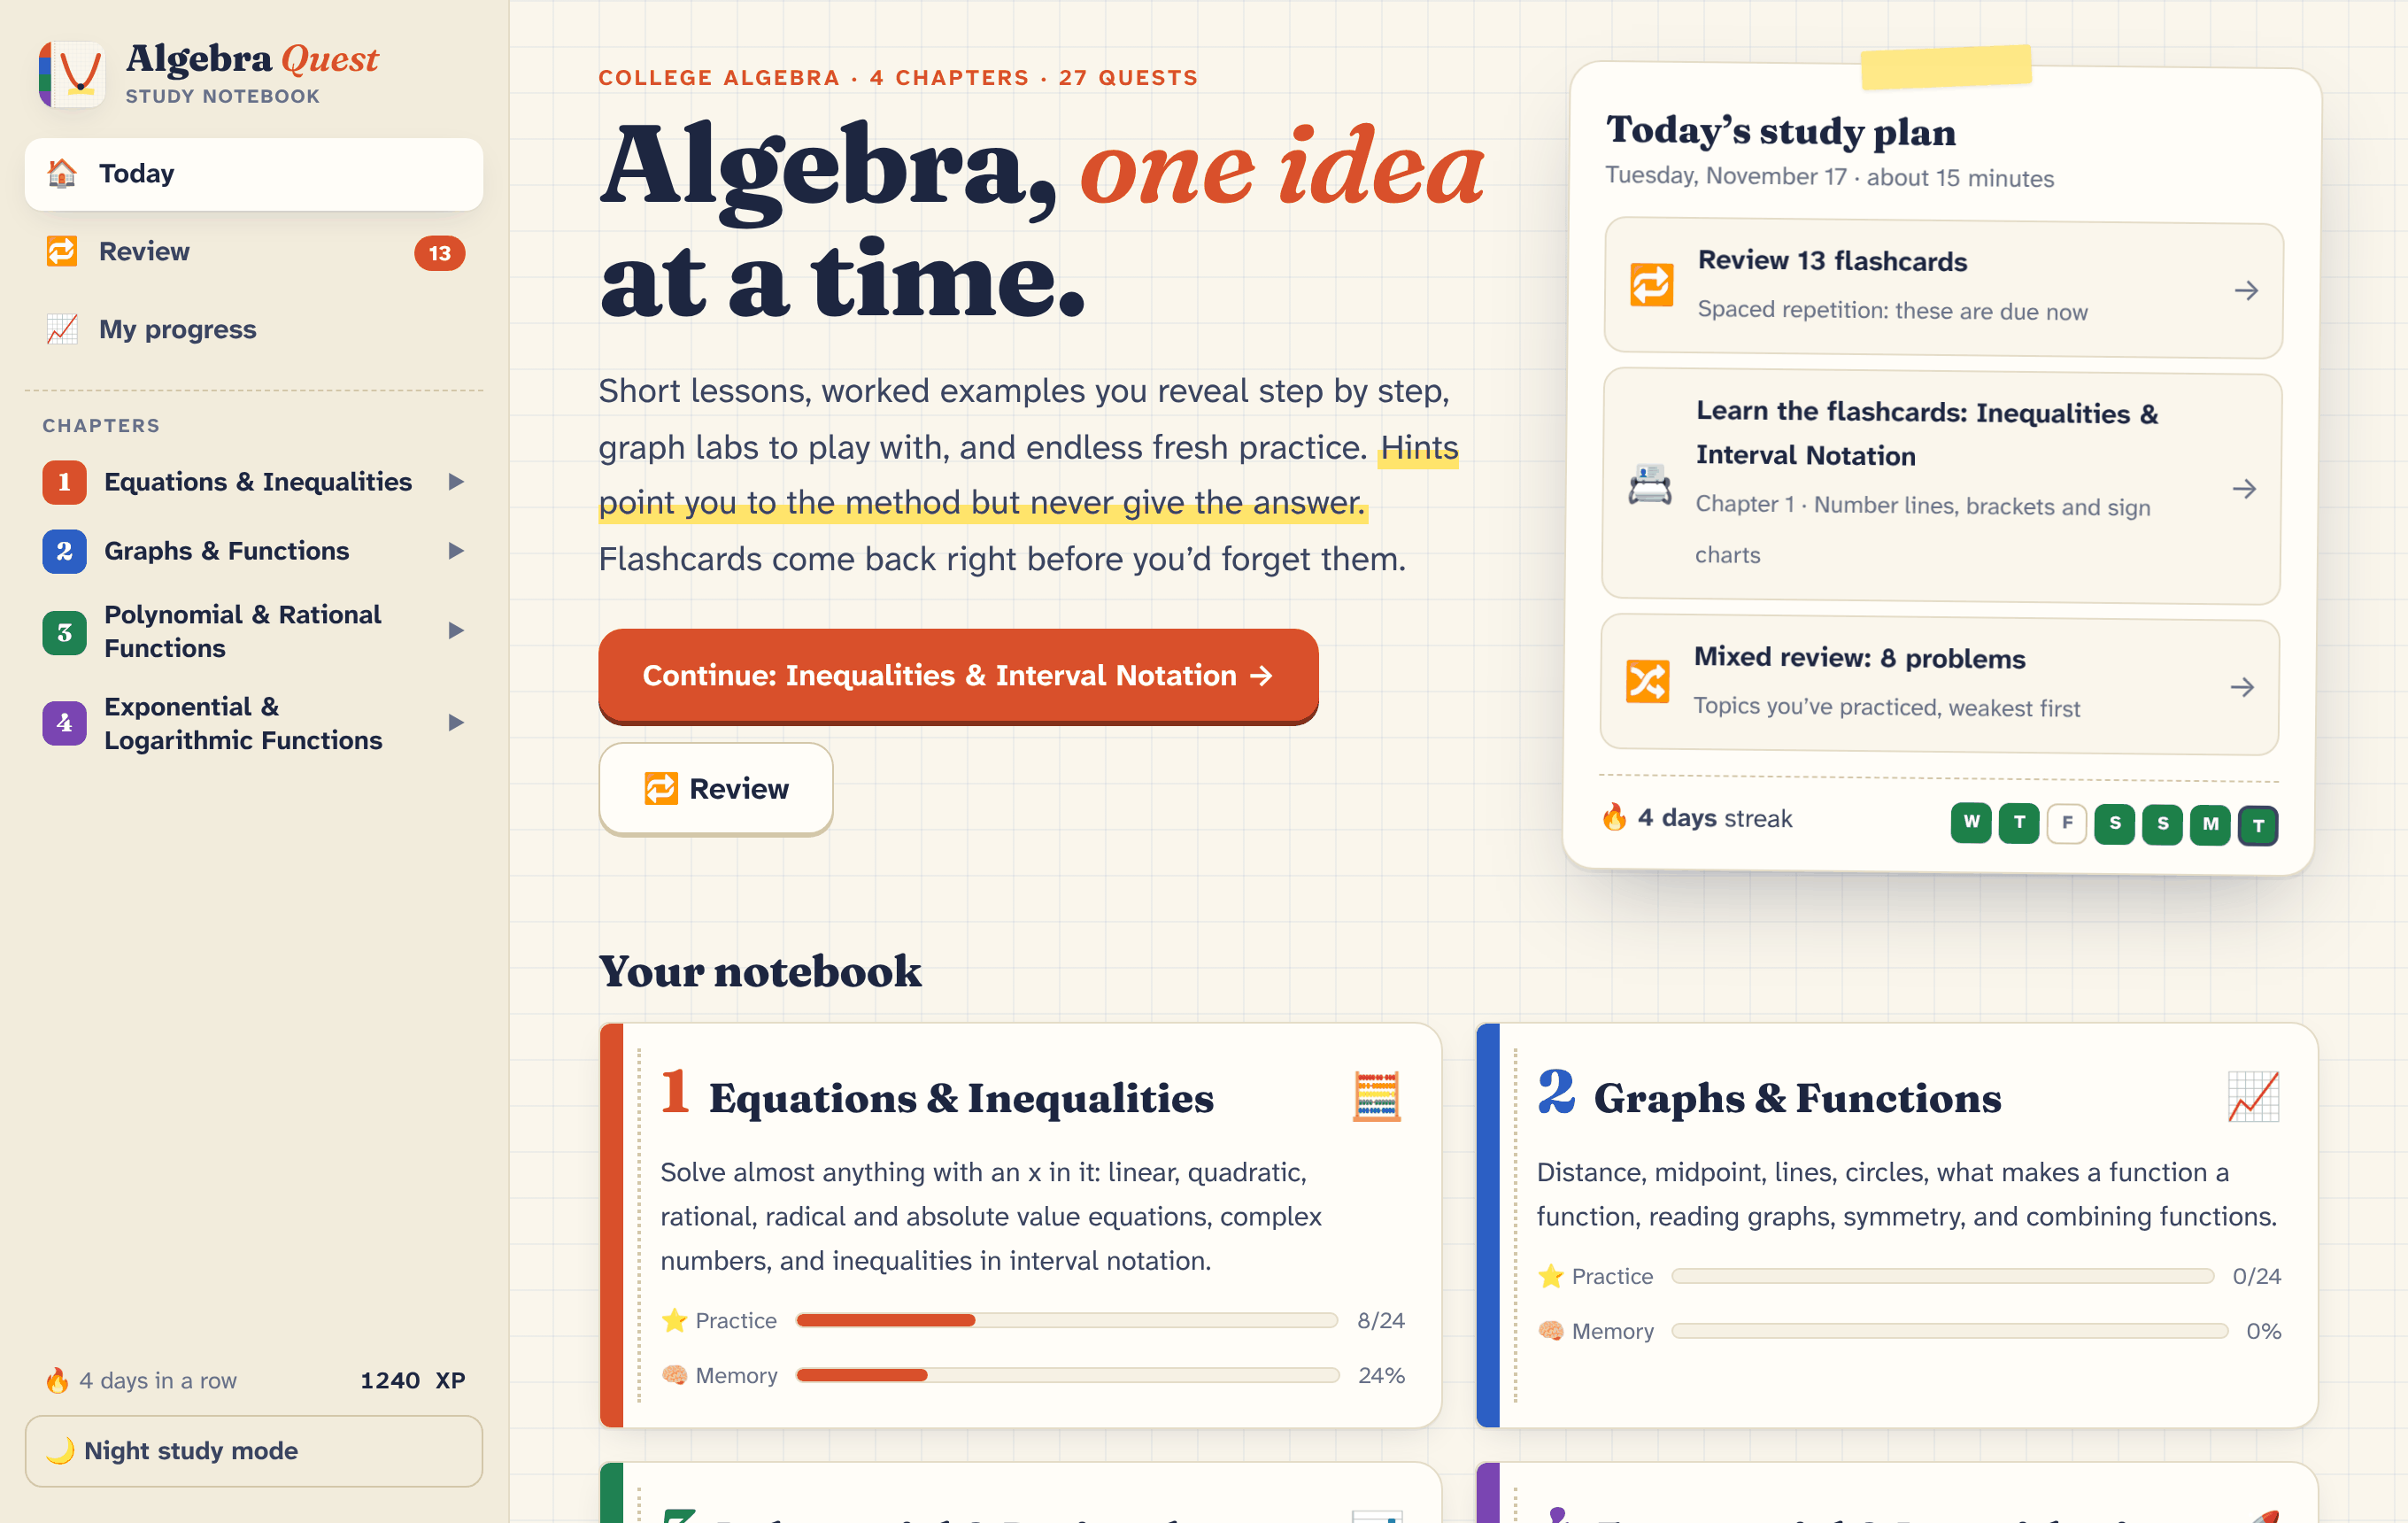 Algebra Quest
STUDY NOTEBOOK
Today
Review
13
My progress
CHAPTERS
1 Equations & Inequalities
2 Graphs & Functions
3 Polynomial & Rational
Functions
4 Exponential &
Logarithmic Functions
4 days in a row
1240 XP
Night study mode
COLLEGE ALGEBRA · 4 CHAPTERS · 27 QUESTS
Algebra, one idea
at a time.
Short lessons, worked examples you reveal step by step,
graph labs to play with, and endless fresh practice. Hints
point you to the method but never give the answer.
Flashcards come back right before you’d forget them.
Continue: Inequalities & Interval Notation →
Review
Today’s study plan
Tuesday, November 17 · about 15 minutes
Review 13 flashcards
Spaced repetition: these are due now
→
Learn the flashcards: Inequalities &
Interval Notation
Chapter 1 · Number lines, brackets and sign
charts
→
Mixed review: 8 problems
Topics you’ve practiced, weakest first
→
4 days streak
W T F S S M T
Your notebook
1 Equations & Inequalities
Solve almost anything with an x in it: linear, quadratic,
rational, radical and absolute value equations, complex
numbers, and inequalities in interval notation.
Practice 8/24
Memory 24%
2 Graphs & Functions
Distance, midpoint, lines, circles, what makes a function a
function, reading graphs, symmetry, and combining functions.
Practice 0/24
Memory 0%